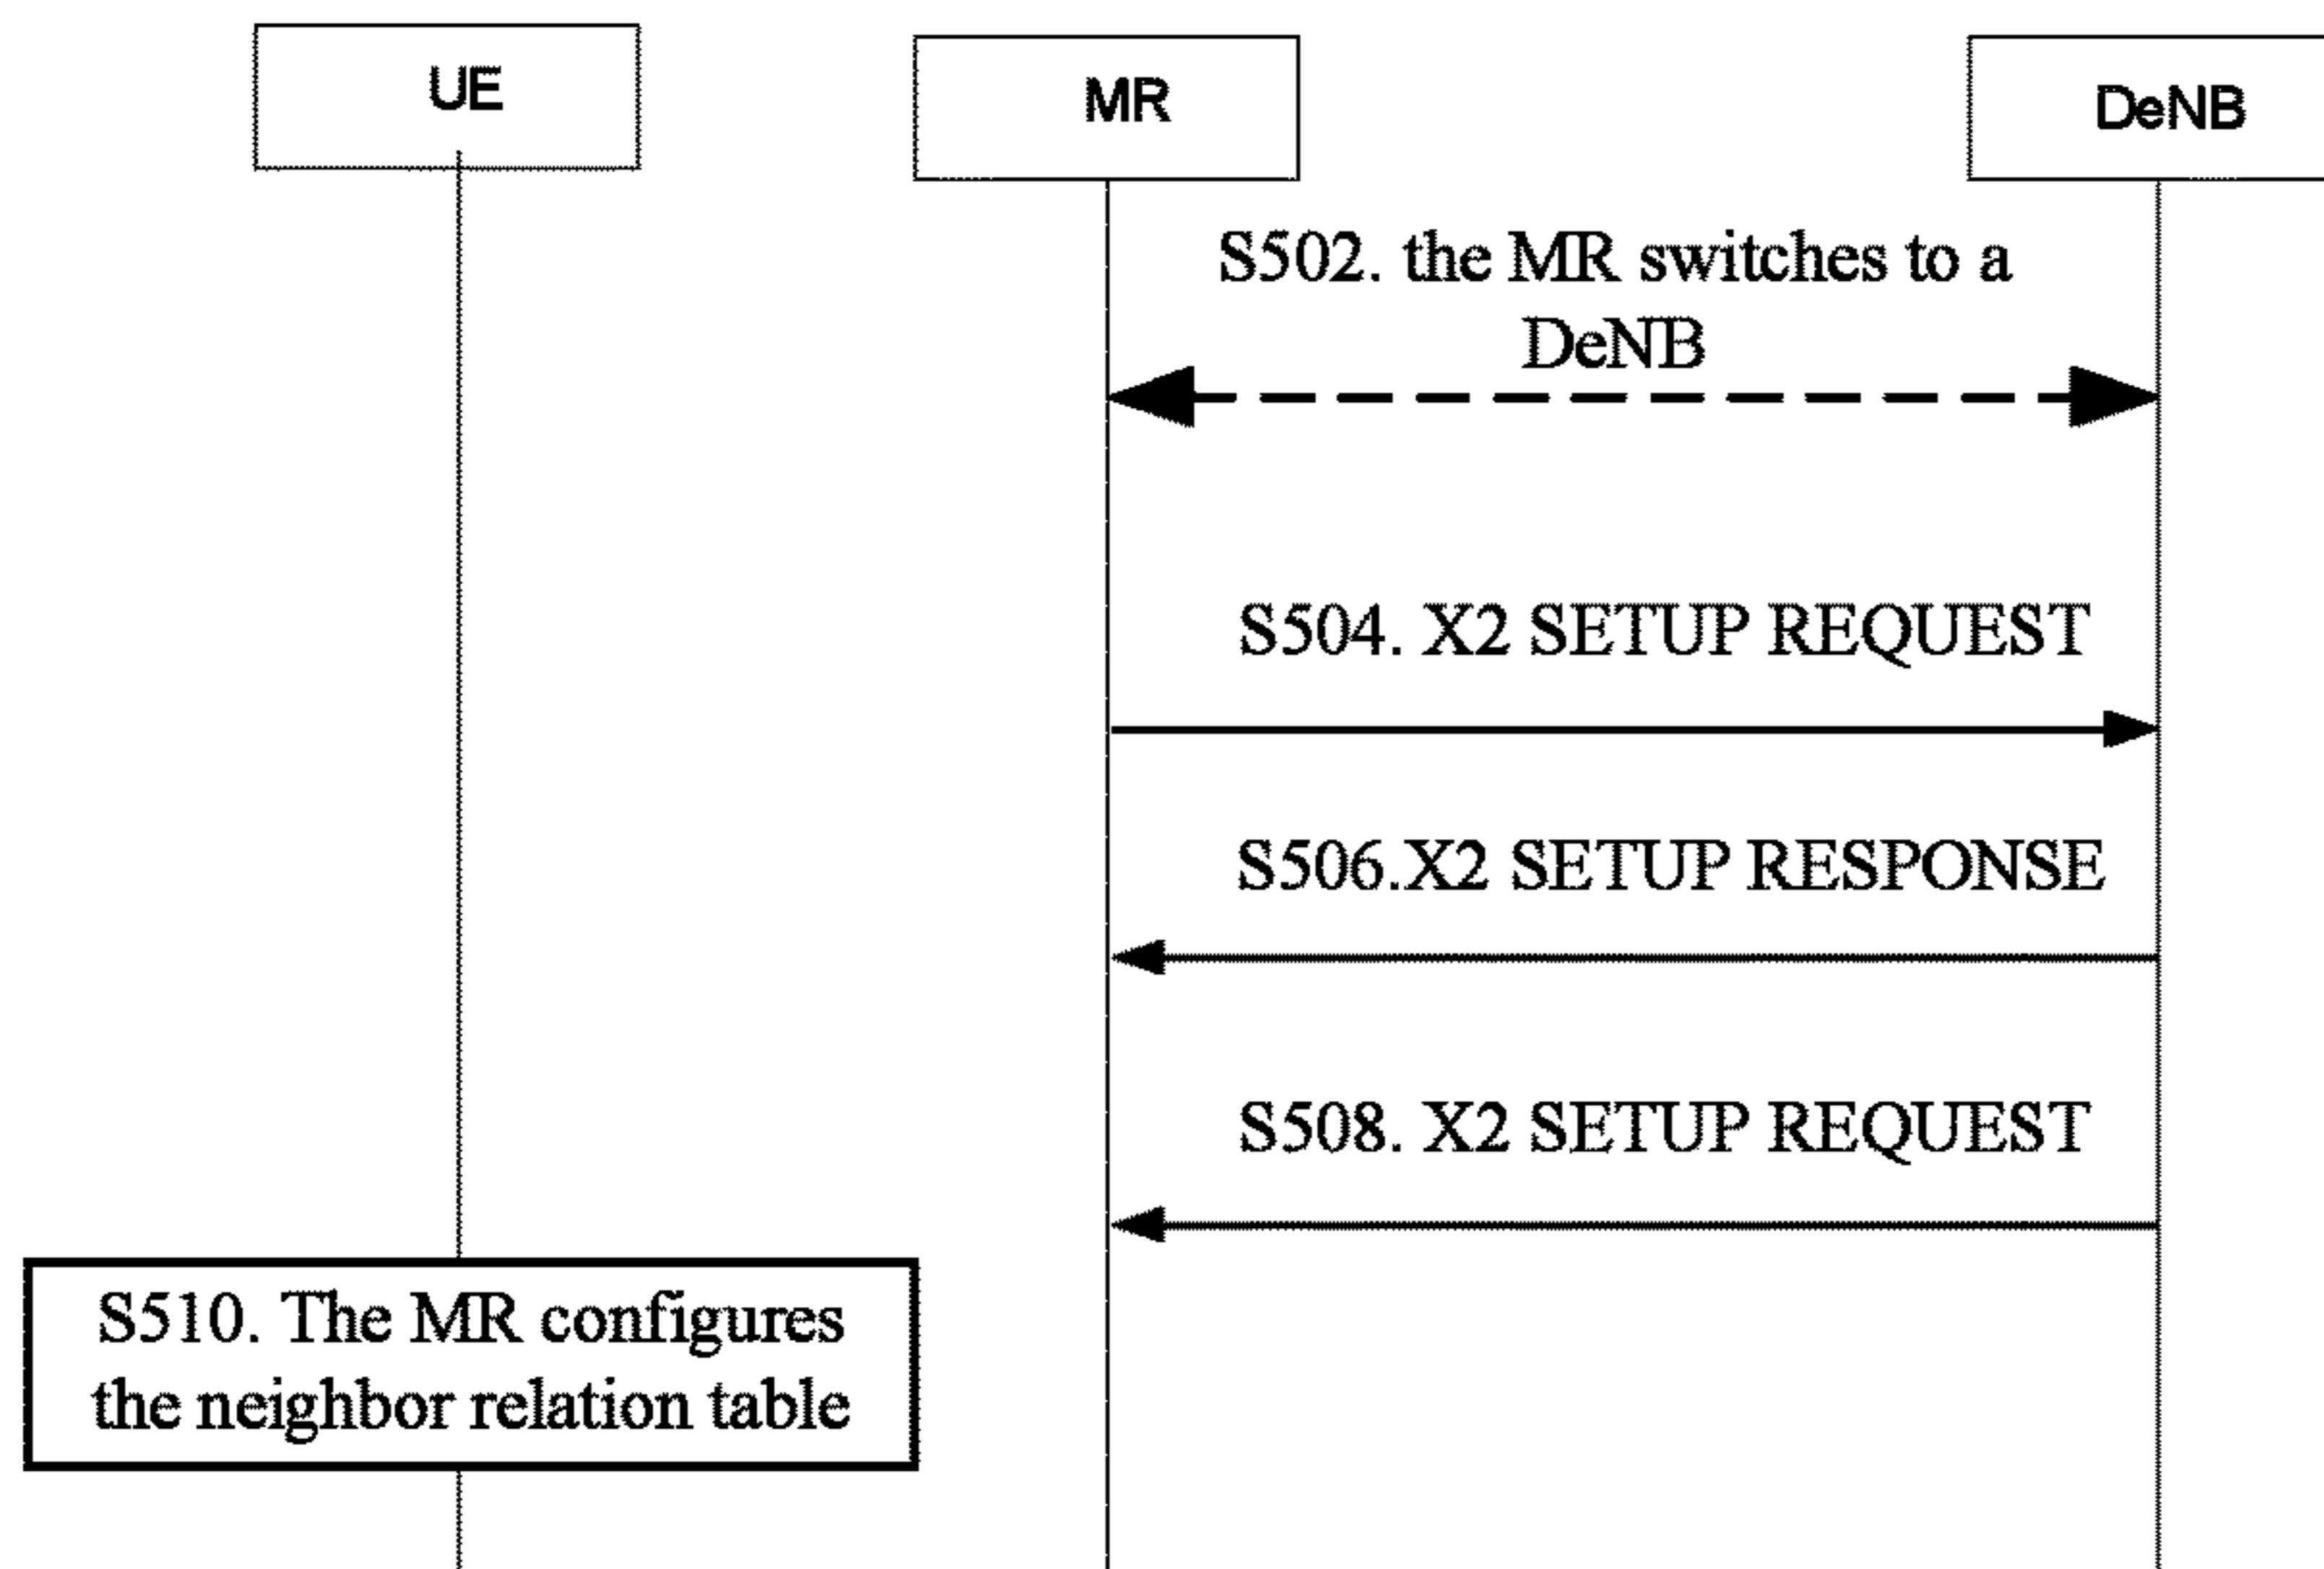 UE
MR
DeNB
S502. the MR switches to a
DeNB
S504. X2 SETUP REQUEST
S506.X2 SETUP RESPONSE
S508. X2 SETUP REQUEST
S510. The MR configures
the neighbor relation table